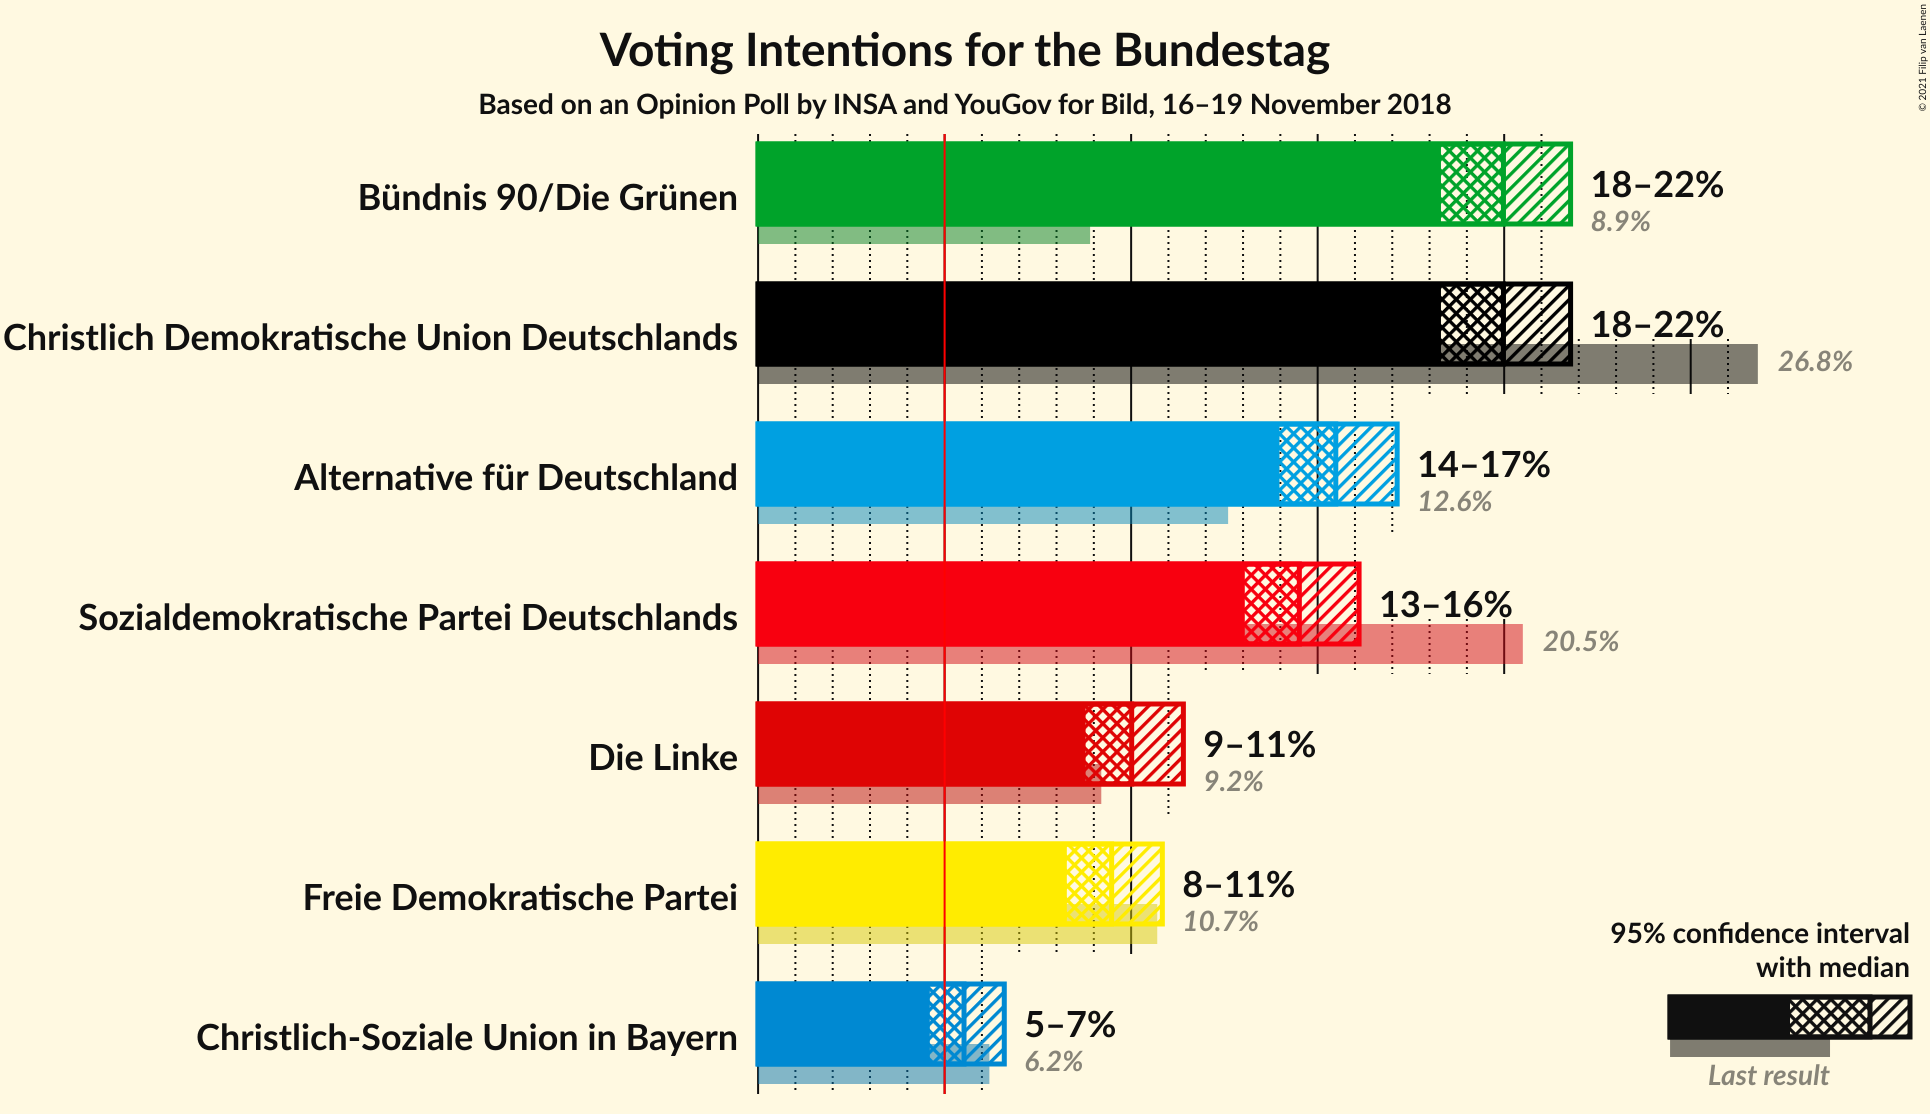 Voting Intentions for the Bundestag
Based on an Opinion Poll by INSA and YouGov for Bild, 16–19 November 2018
© 2021 Filip van Laenen
Bündnis 90/Die Grünen
18–22%
8.9%
Christlich Demokratische Union Deutschlands
18–22%
26.8%
Alternative für Deutschland
14–17%
12.6%
Sozialdemokratische Partei Deutschlands
13–16%
20.5%
Die Linke
9–11%
9.2%
Freie Demokratische Partei
8–11%
10.7%
Christlich-Soziale Union in Bayern
5–7%
6.2%
95% confidence interval
with median
Last result